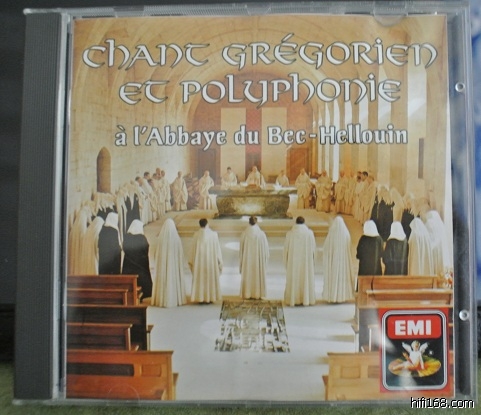 chant grégorien
et polyphonie
à l'Abbaye du Bec-Hellouin
EMI
hifi168.com